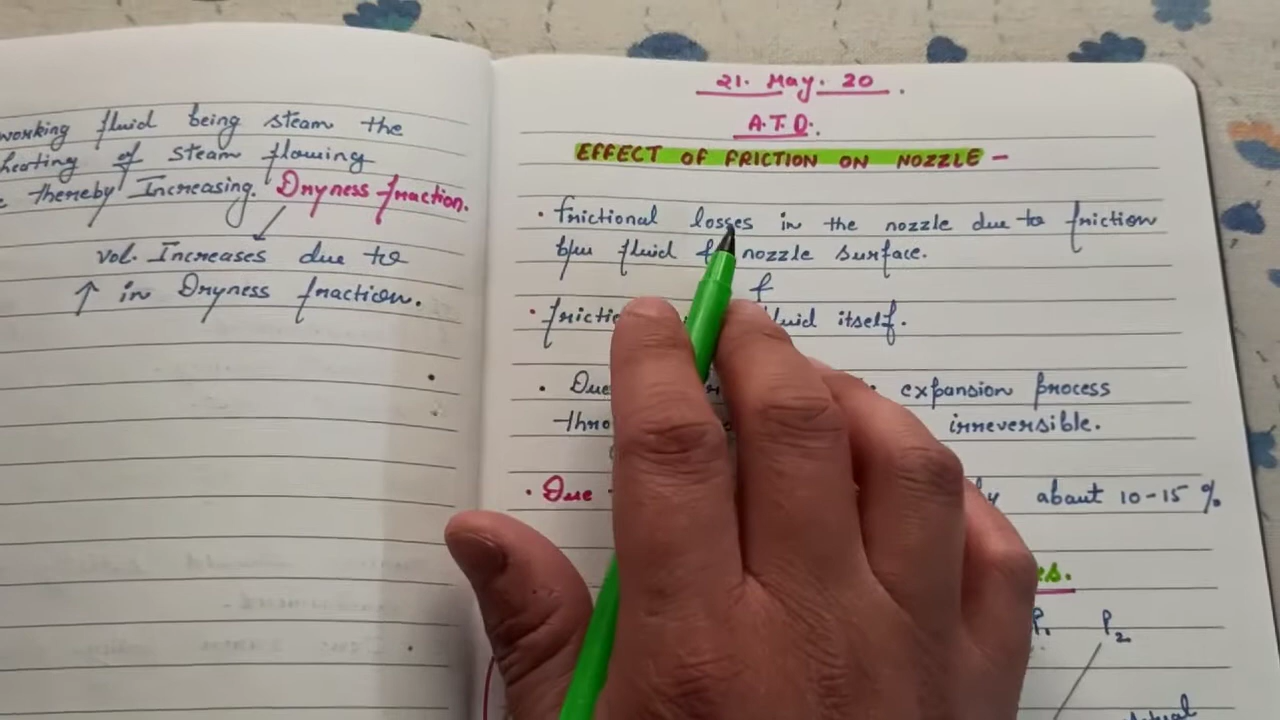 working fluid being steam the
heating of steam flowing
thereby Increasing. Dryness fraction.
vol. Increases due to
↑ in Dryness fraction.
21. May. 20.
A.T.D.
EFFECT OF FRICTION ON NOZZLE -
• frictional losses in the nozzle due to friction
b/w fluid & nozzle surface.
&
• fluid itself.
• Due expansion process
irreversible.
• Due about 10-15 %
P₁ P₂